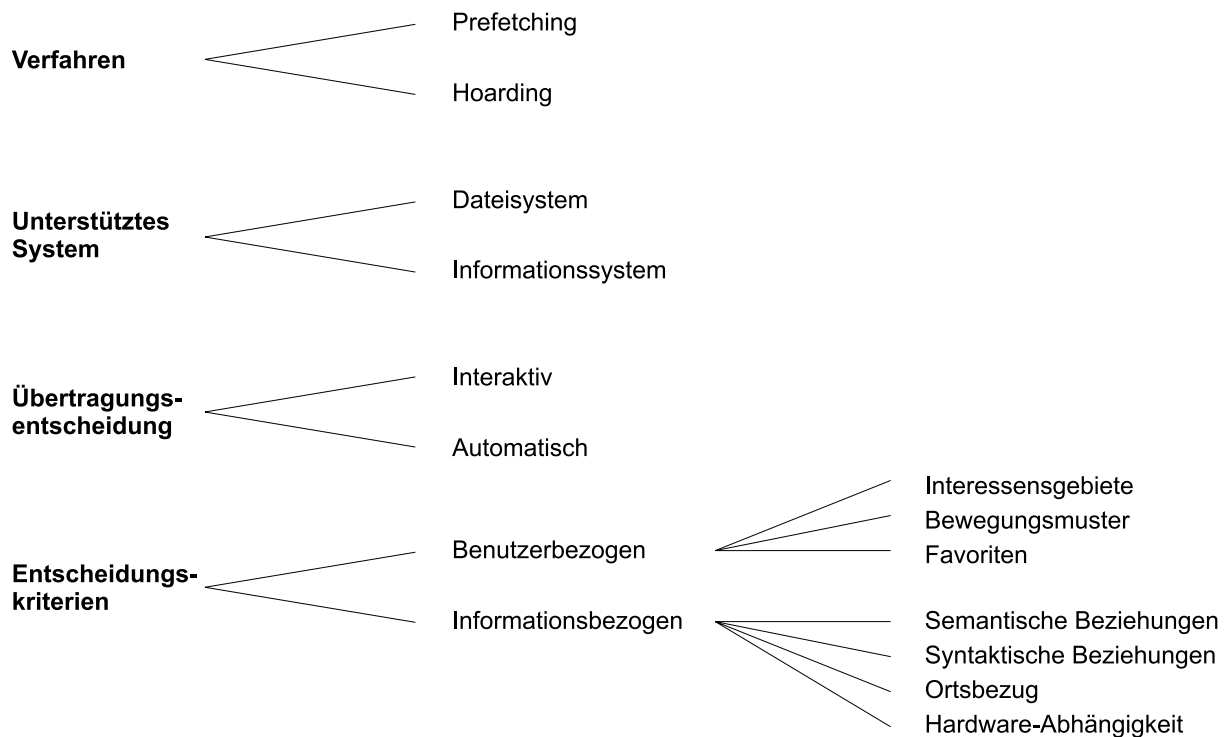 Verfahren
Prefetching
Hoarding
Unterstütztes
System
Dateisystem
Informationssystem
Übertragungs-
entscheidung
Interaktiv
Automatisch
Entscheidungs-
kriterien
Benutzerbezogen
Interessensgebiete
Bewegungsmuster
Favoriten
Informationsbezogen
Semantische Beziehungen
Syntaktische Beziehungen
Ortsbezug
Hardware-Abhängigkeit